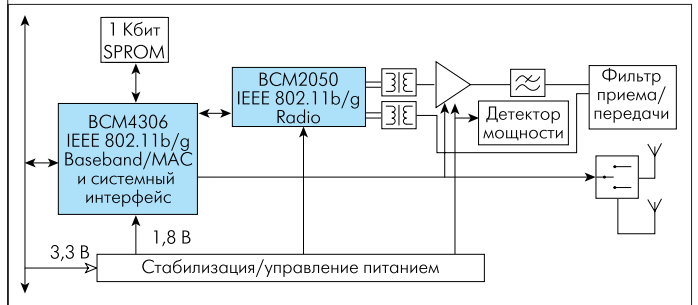 1 Кбит
SPROM
BCM2050
IEEE 802.11b/g
Radio
Фильтр
приема/
передачи
BCM4306
IEEE 802.11b/g
Baseband/MAC
и системный
интерфейс
Детектор
мощности
1,8 В
3,3 В
Стабилизация/управление питанием